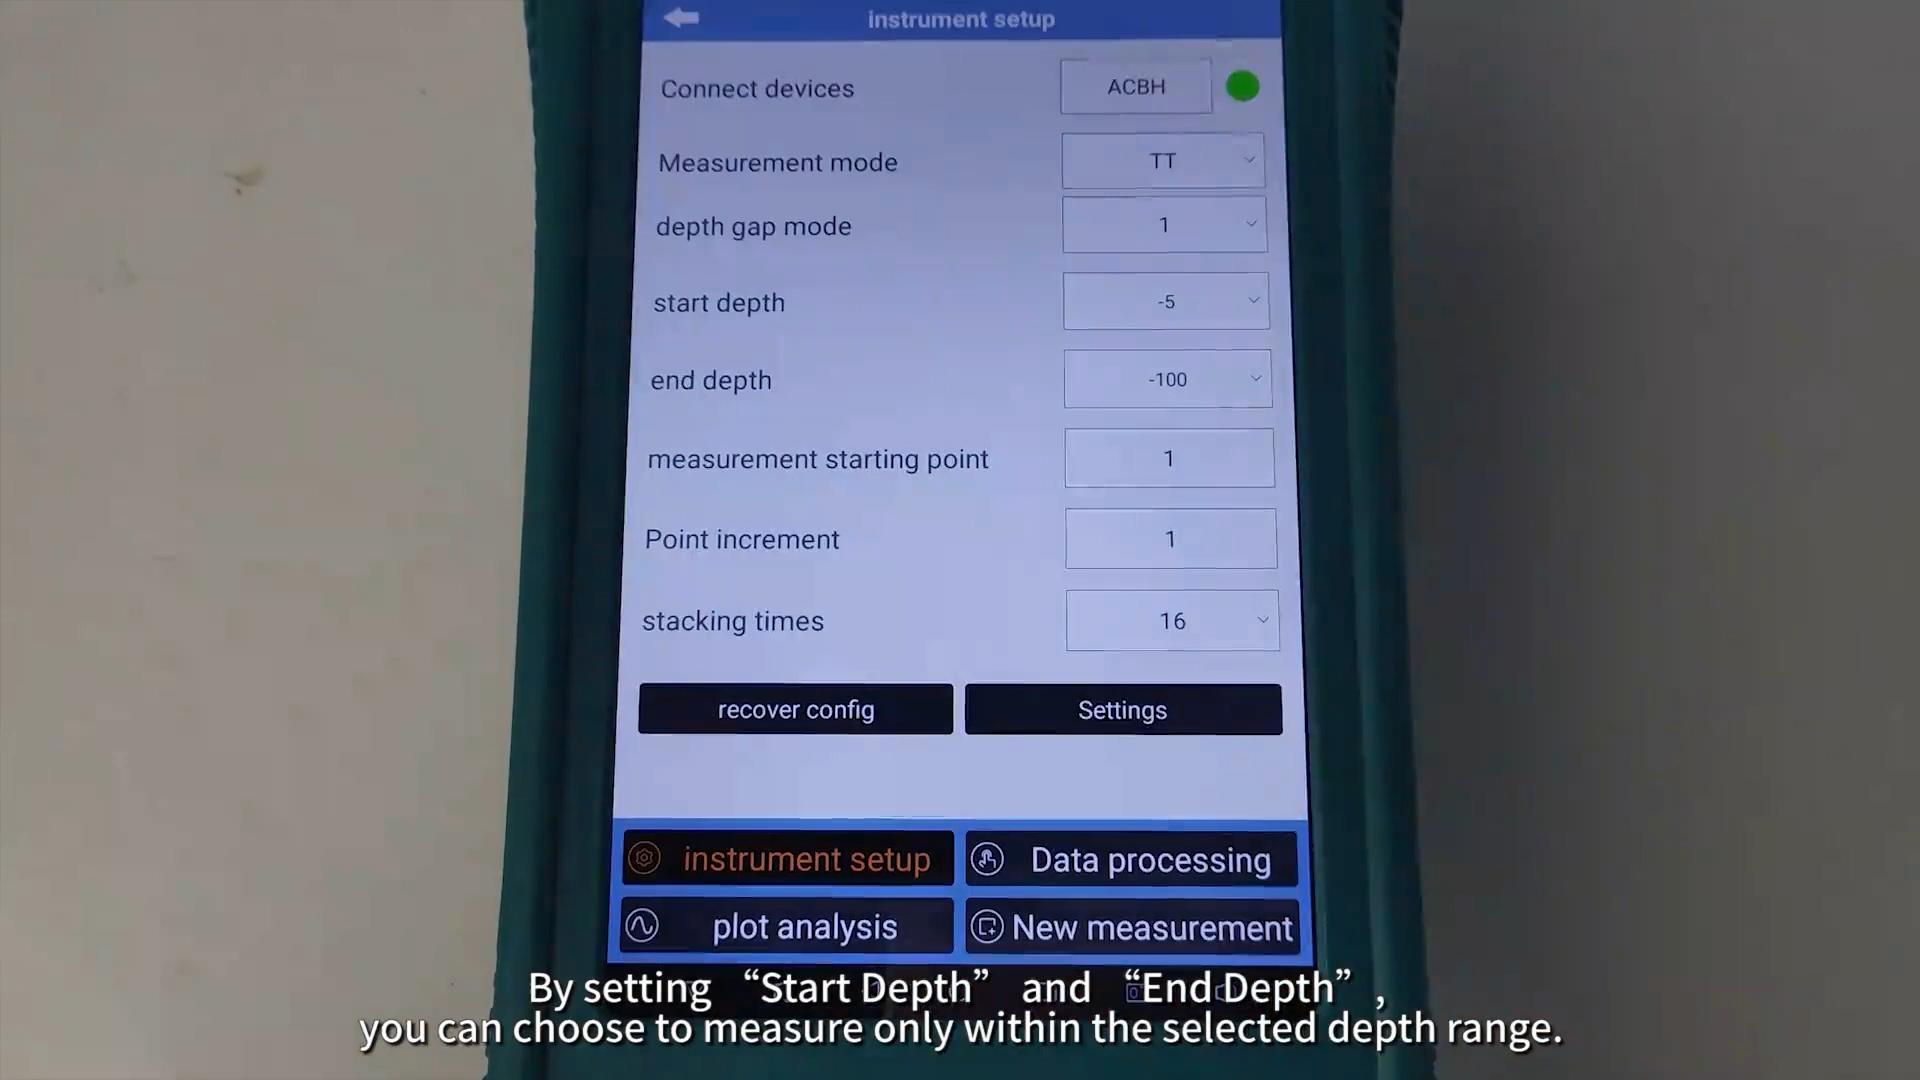 instrument setup
Connect devices ACBH
Measurement mode TT
depth gap mode 1
start depth -5
end depth -100
measurement starting point 1
Point increment 1
stacking times 16
recover config Settings
instrument setup Data processing
plot analysis New measurement
By setting “Start Depth” and “End Depth”,
you can choose to measure only within the selected depth range.